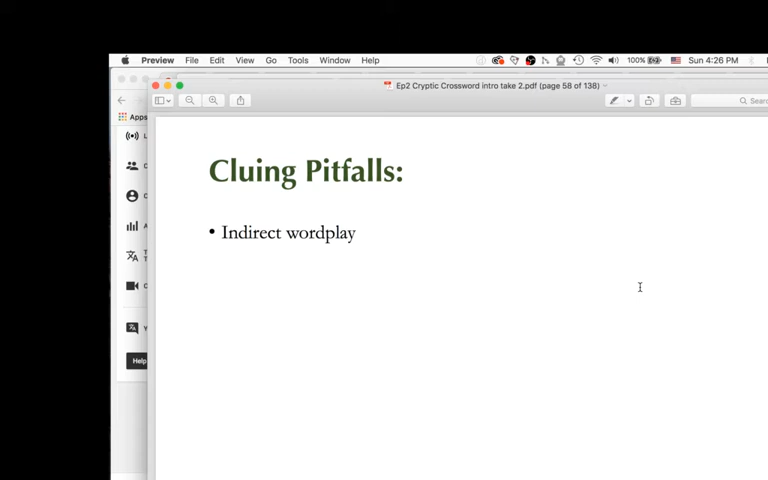 Preview File Edit View Go Tools Window Help 100% Sun 4:26 PM
Ep2 Cryptic Crossword intro take 2.pdf (page 58 of 138)
Apps
Sear
Cluing Pitfalls:
• Indirect wordplay
Help